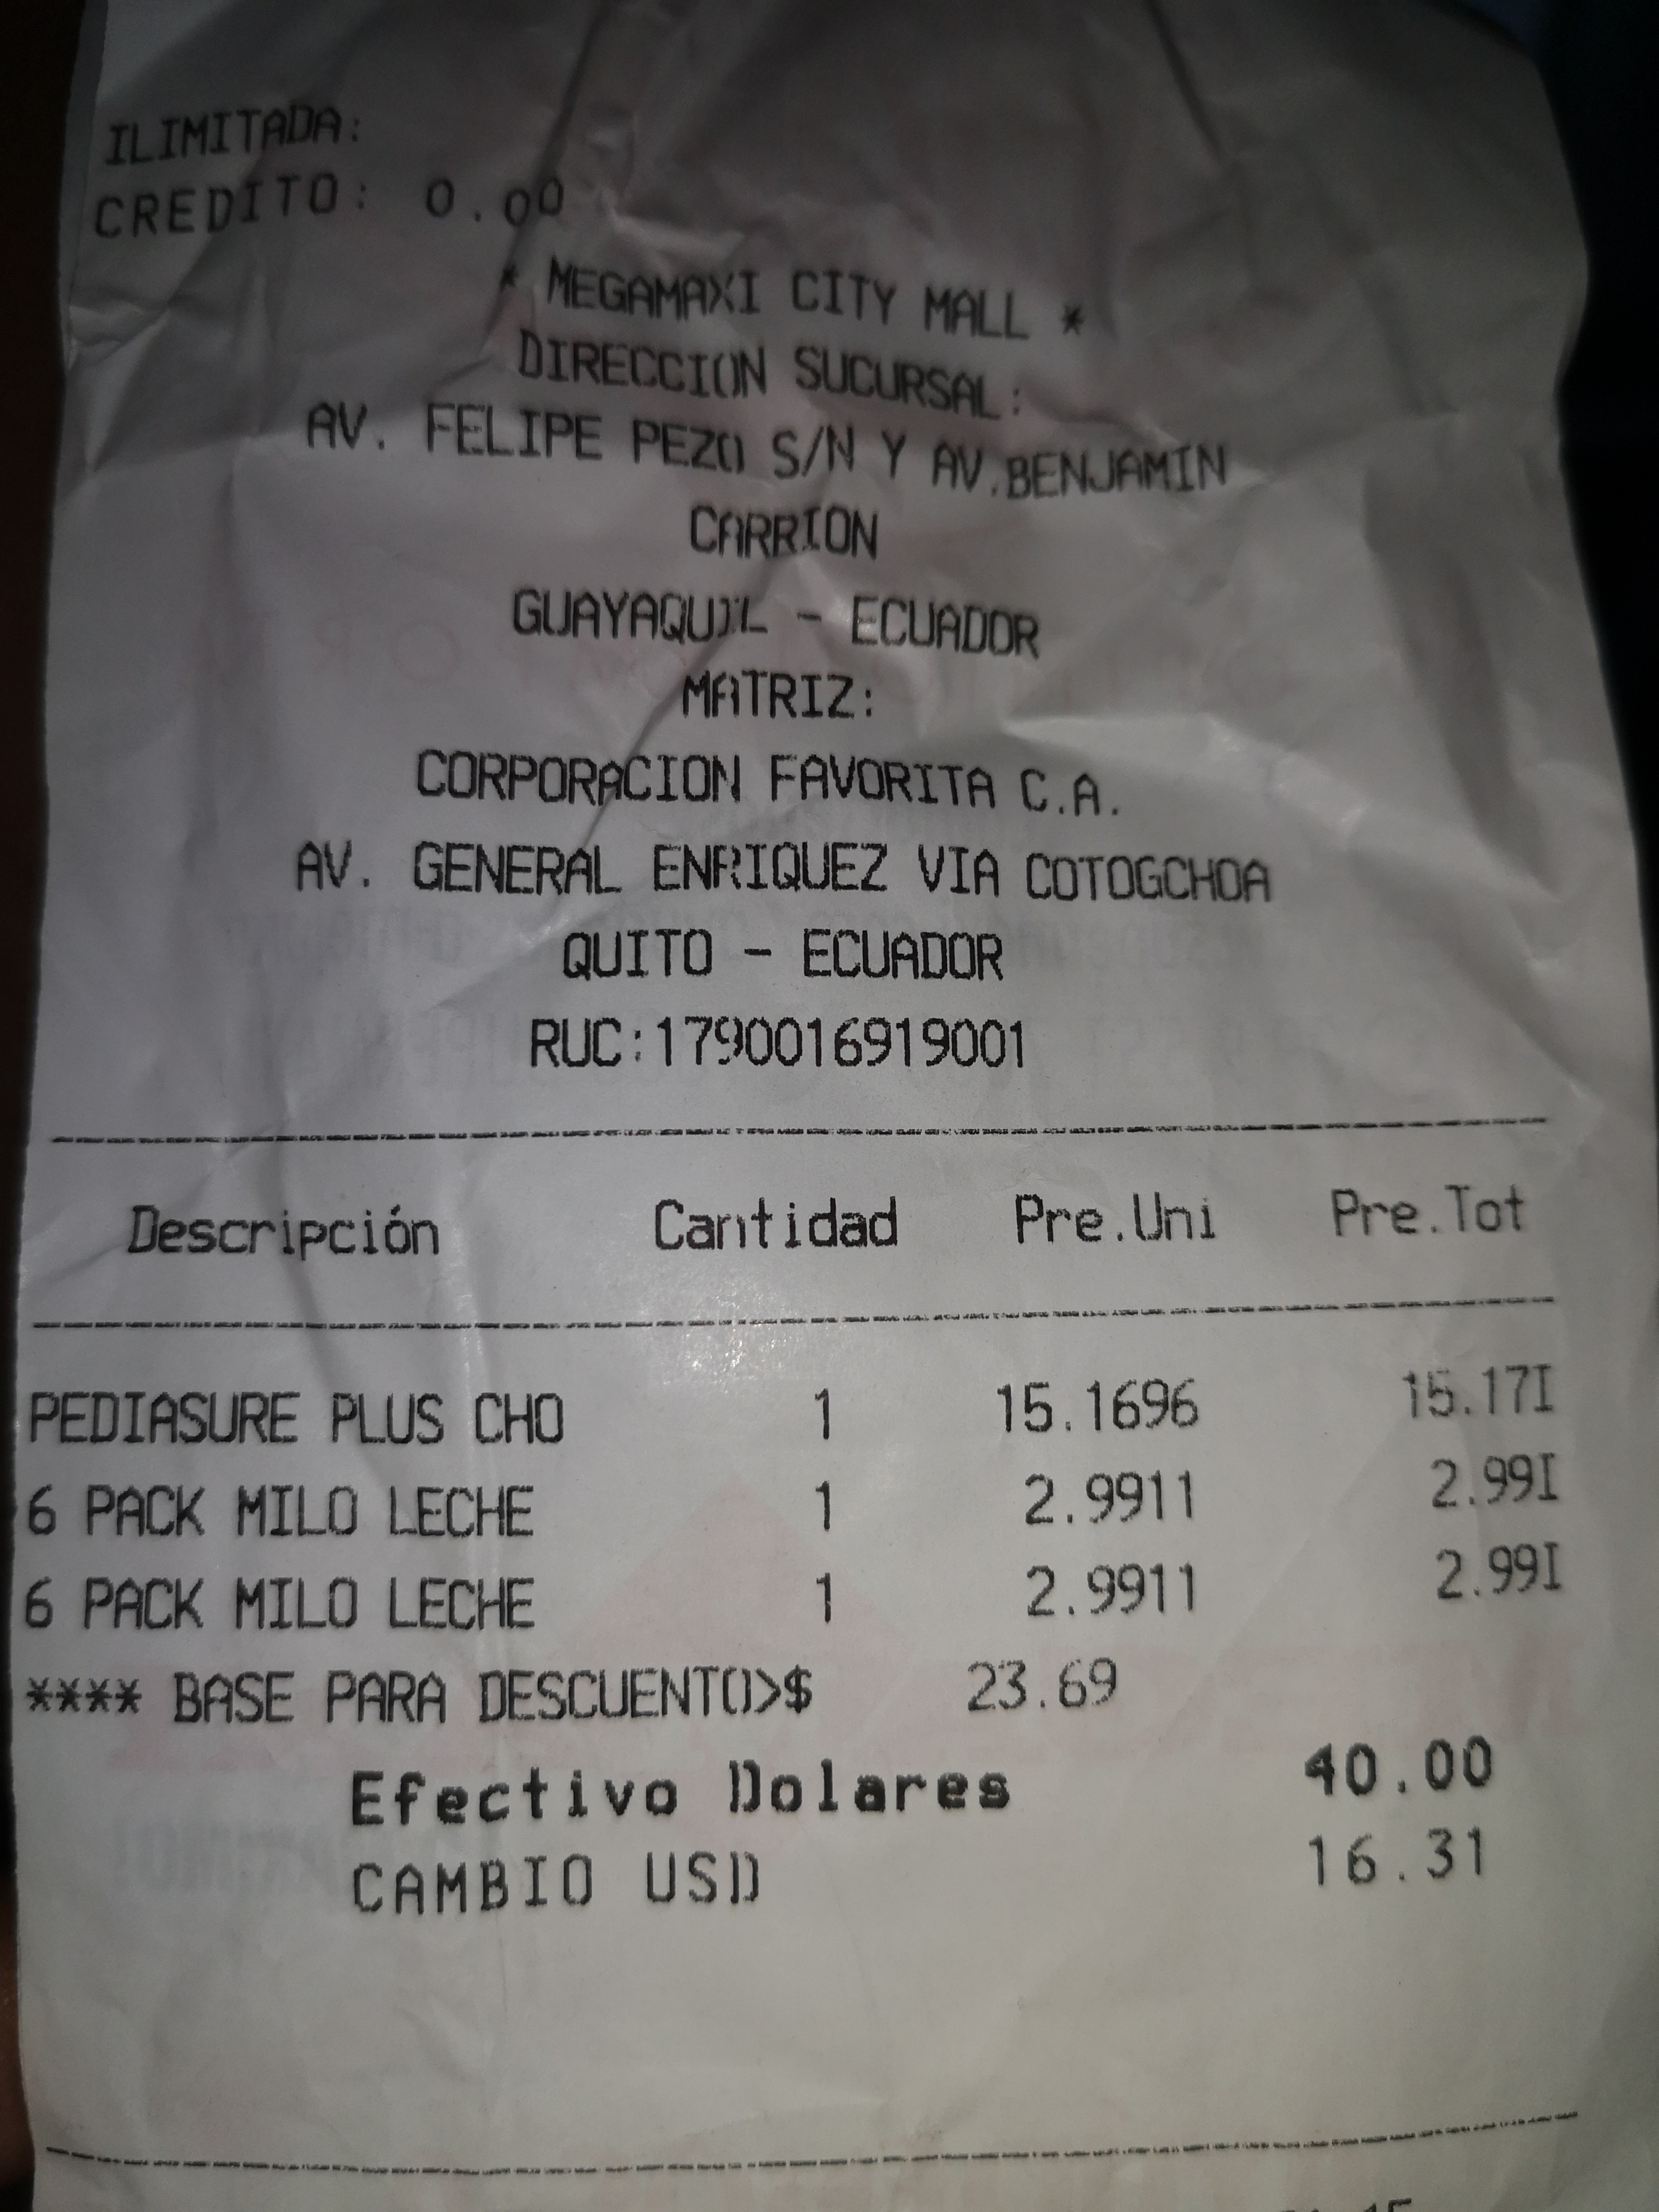 ILIMITADA:
CREDITO: 0.00
* MEGAMAXI CITY MALL *
DIRECCION SUCURSAL:
AV. FELIPE PEZO S/N Y AV.BENJAMIN
CARRION
GUAYAQUIL - ECUADOR
MATRIZ:
CORPORACION FAVORITA C.A.
AV. GENERAL ENRIQUEZ VIA COTOGCHOA
QUITO - ECUADOR
RUC:1790016919001
Descripción Cantidad Pre.Uni Pre.Tot
PEDIASURE PLUS CHO 1 15.1696 15.17I
6 PACK MILO LECHE 1 2.9911 2.99I
6 PACK MILO LECHE 1 2.9911 2.99I
**** BASE PARA DESCUENTO>$ 23.69
Efectivo Dolares 40.00
CAMBIO USD 16.31